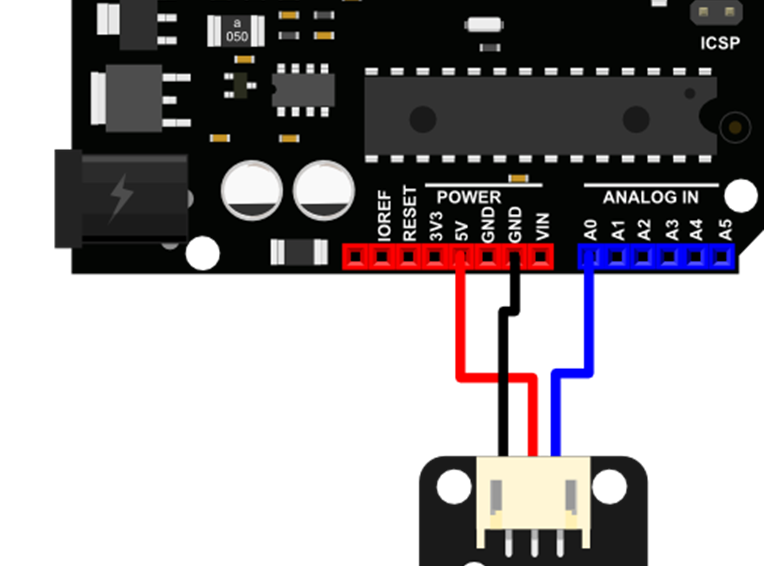 a
050
ICSP
POWER
ANALOG IN
IOREF
RESET
3V3
5V
GND
GND
VIN
A0
A1
A2
A3
A4
A5